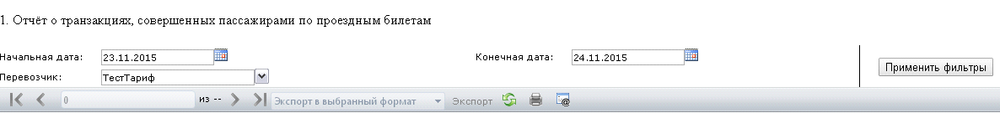 1. Отчёт о транзакциях, совершенных пассажирами по проездным билетам
Начальная дата: 23.11.2015 Конечная дата: 24.11.2015 Применить фильтры
Перевозчик: ТестТариф
0 из -- Экспорт в выбранный формат Экспорт